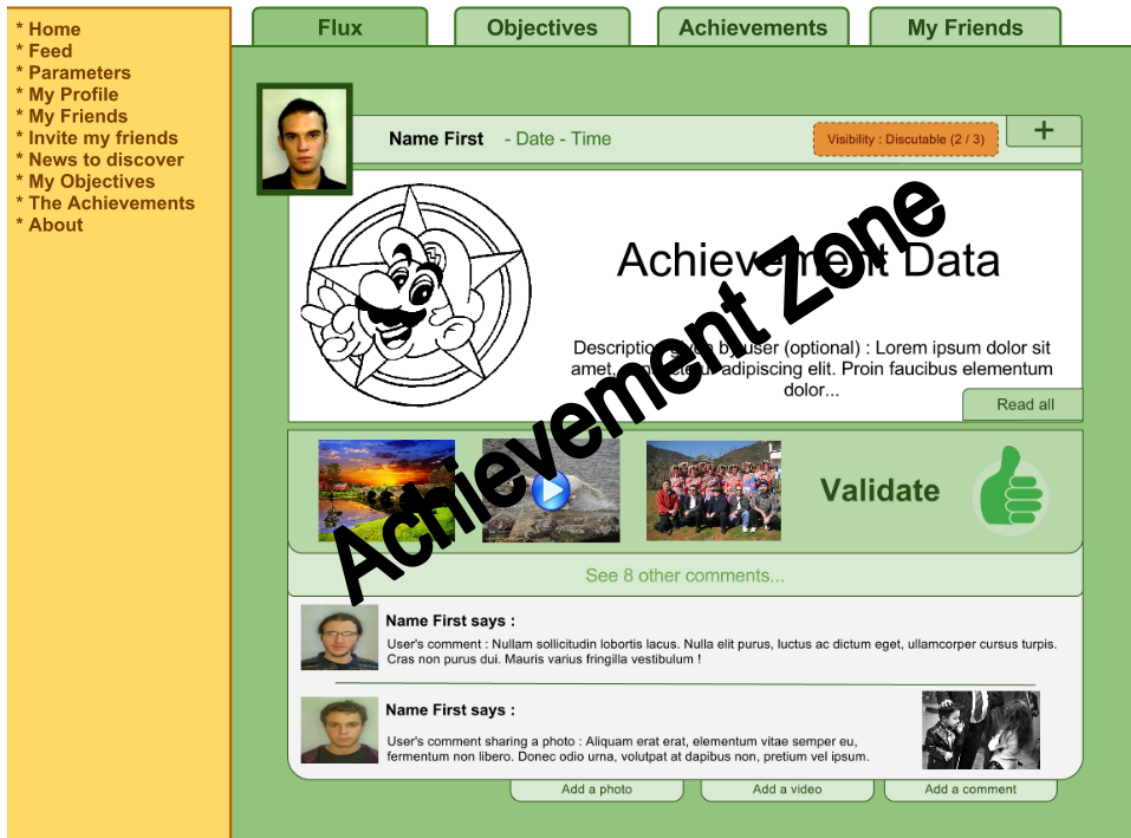 * Home
* Feed
* Parameters
* My Profile
* My Friends
* Invite my friends
* News to discover
* My Objectives
* The Achievements
* About
Flux
Objectives
Achievements
My Friends
Name First - Date - Time
Visibility : Discutable (2 / 3)
+
Achievement Data
Achievement Zone
Description given by user (optional) : Lorem ipsum dolor sit
amet, consectetur adipiscing elit. Proin faucibus elementum
dolor...
Read all
Validate
See 8 other comments...
Name First says :
User's comment : Nullam sollicitudin lobortis lacus. Nulla elit purus, luctus ac dictum eget, ullamcorper cursus turpis.
Cras non purus dui. Mauris varius fringilla vestibulum !
Name First says :
User's comment sharing a photo : Aliquam erat erat, elementum vitae semper eu,
fermentum non libero. Donec odio urna, volutpat at dapibus non, pretium vel ipsum.
Add a photo
Add a video
Add a comment